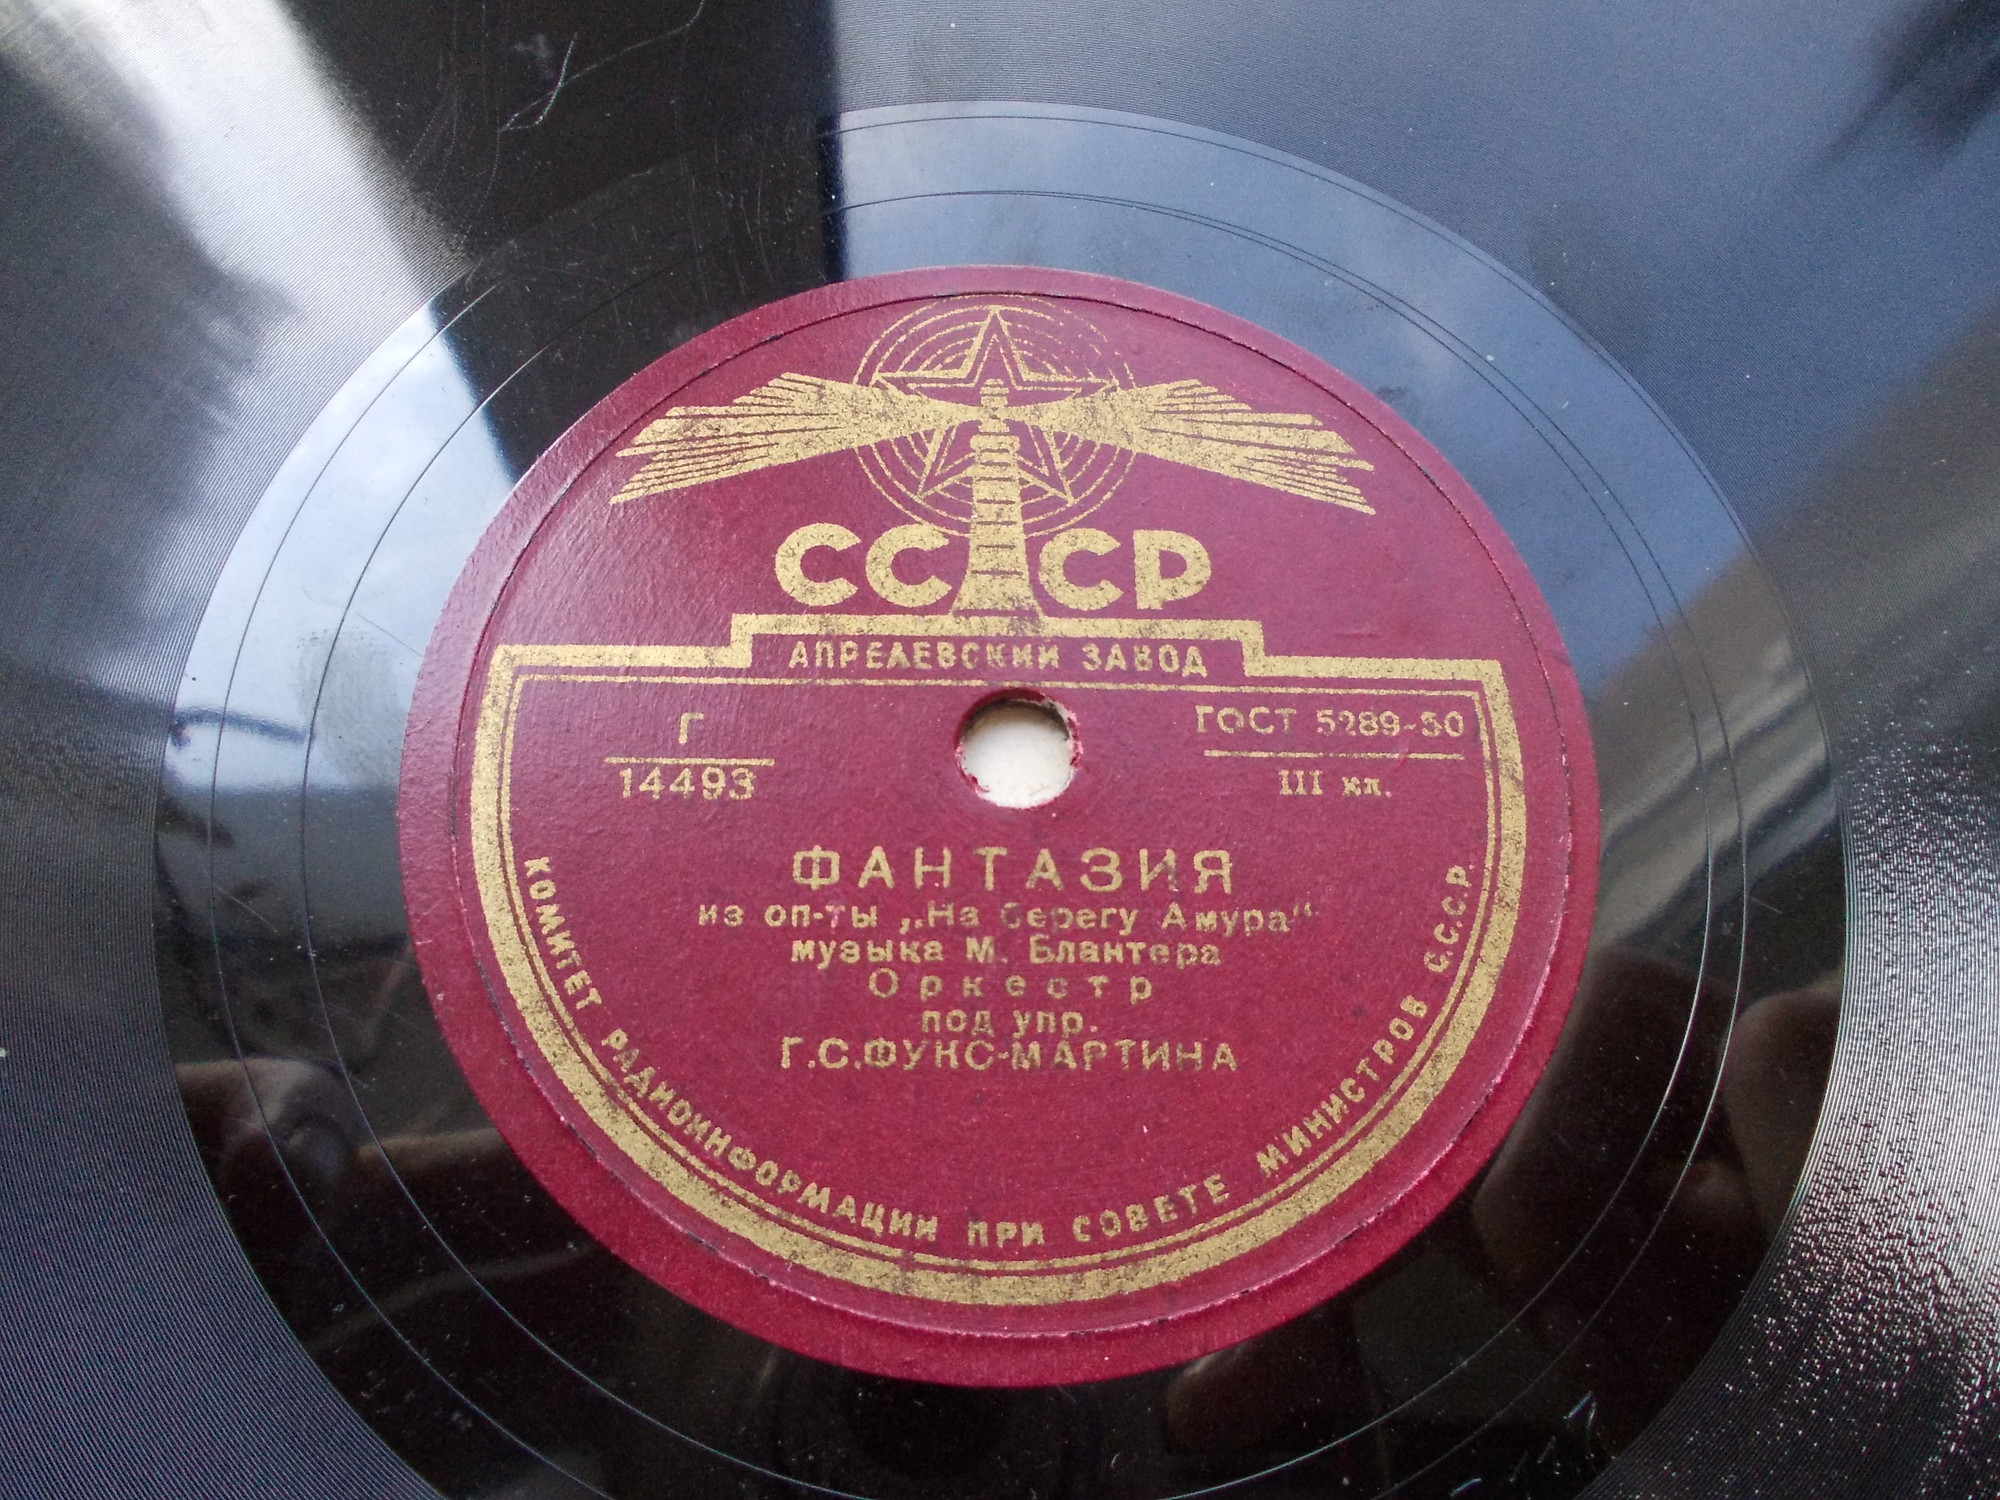 СССР
АПРЕЛЕВСКИЙ ЗАВОД
Г
14493
ГОСТ 5289-50
III кл.
ФАНТАЗИЯ
из оп-ты „На берегу Амура“
музыка М. Блантера
Оркестр
под упр.
Г.С.ФУКС-МАРТИНА
КОМИТЕТ РАДИОИНФОРМАЦИИ ПРИ СОВЕТЕ МИНИСТРОВ С.С.С.Р.